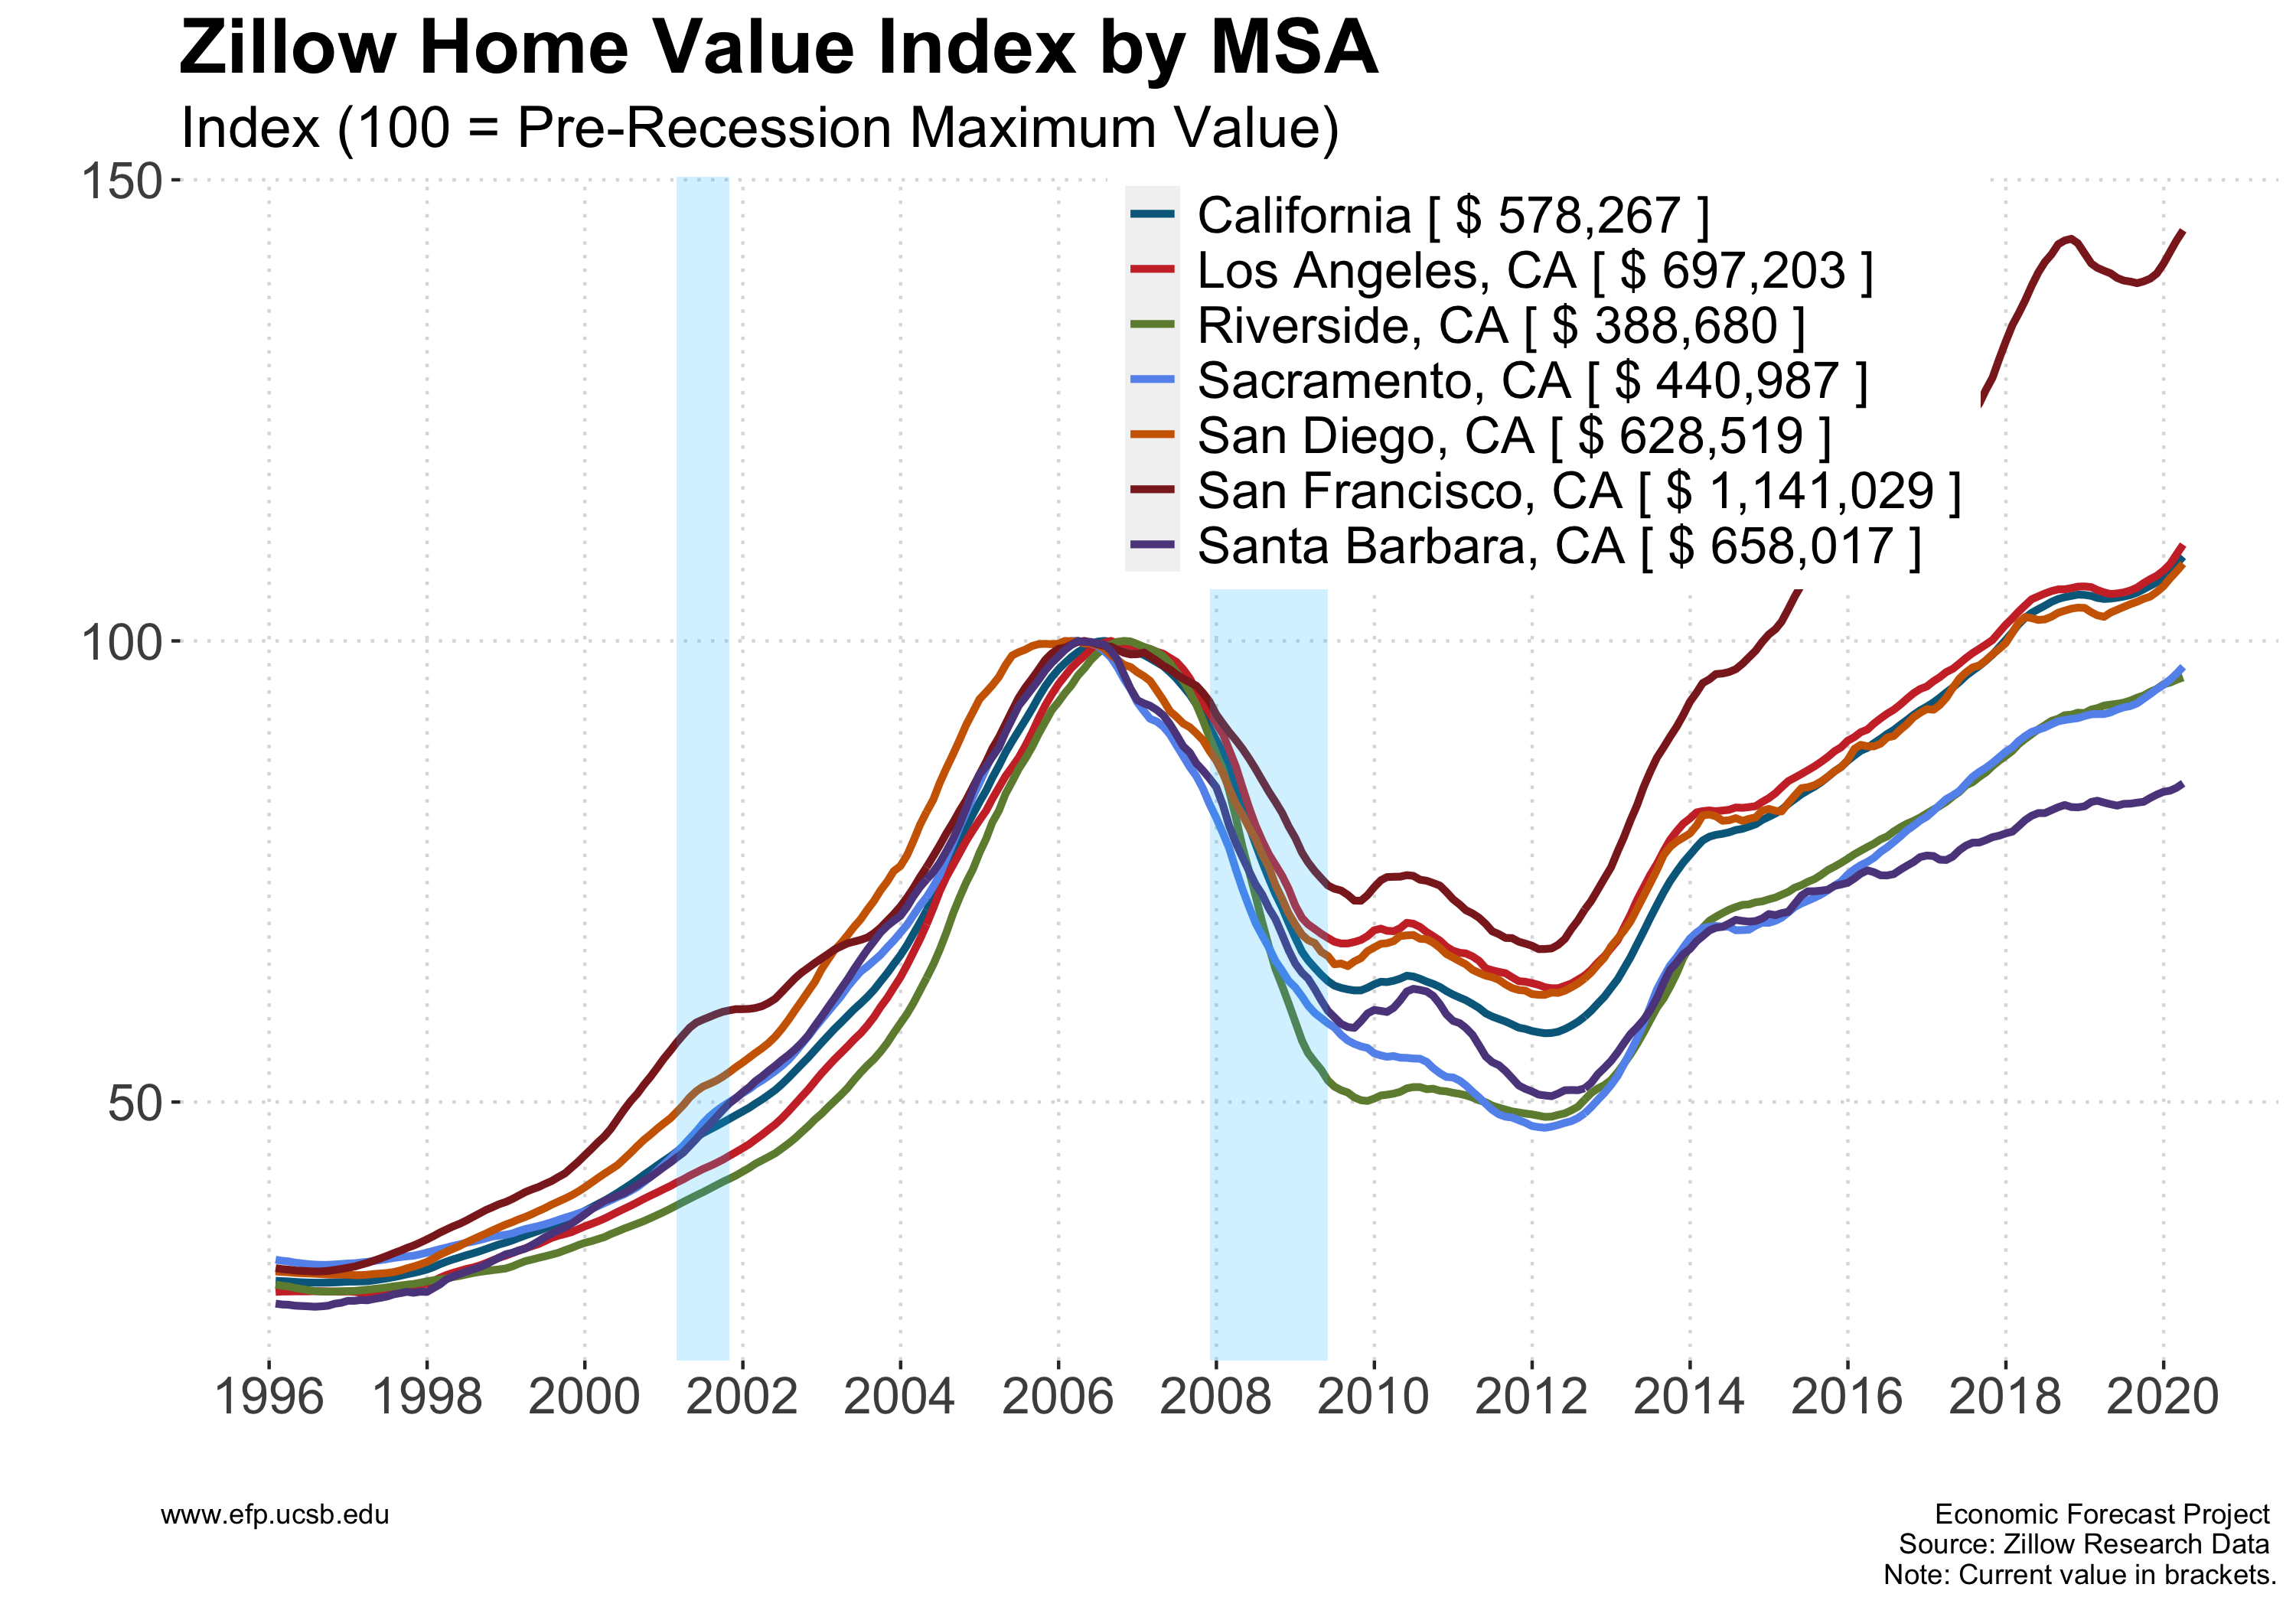 Zillow Home Value Index by MSA
Index (100 = Pre-Recession Maximum Value)
150
100
50
California [ $ 578,267 ]
Los Angeles, CA [ $ 697,203 ]
Riverside, CA [ $ 388,680 ]
Sacramento, CA [ $ 440,987 ]
San Diego, CA [ $ 628,519 ]
San Francisco, CA [ $ 1,141,029 ]
Santa Barbara, CA [ $ 658,017 ]
1996 1998 2000 2002 2004 2006 2008 2010 2012 2014 2016 2018 2020
www.efp.ucsb.edu
Economic Forecast Project
Source: Zillow Research Data
Note: Current value in brackets.